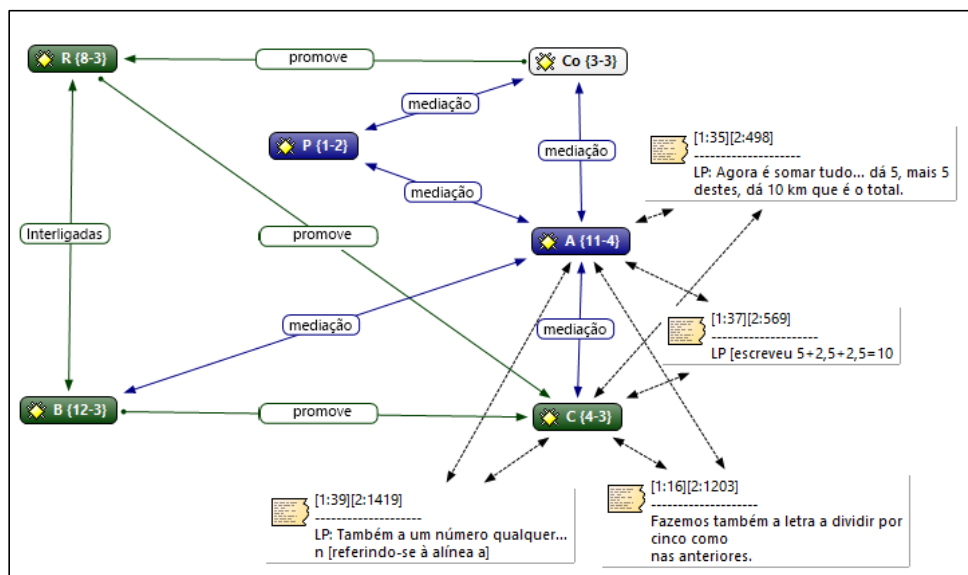 R {8-3}
promove
Co {3-3}
mediação
P {1-2}
mediação
[1:35][2:498]
--------------------
LP: Agora é somar tudo... dá 5, mais 5
destes, dá 10 km que é o total.
mediação
Interligadas
promove
A {11-4}
mediação
mediação
[1:37][2:569]
--------------------
LP [escreveu 5+2,5+2,5=10
B {12-3}
promove
C {4-3}
[1:39][2:1419]
--------------------
LP: Também a um número qualquer...
n [referindo-se à alínea a]
[1:16][2:1203]
--------------------
Fazemos também a letra a dividir por
cinco como
nas anteriores.